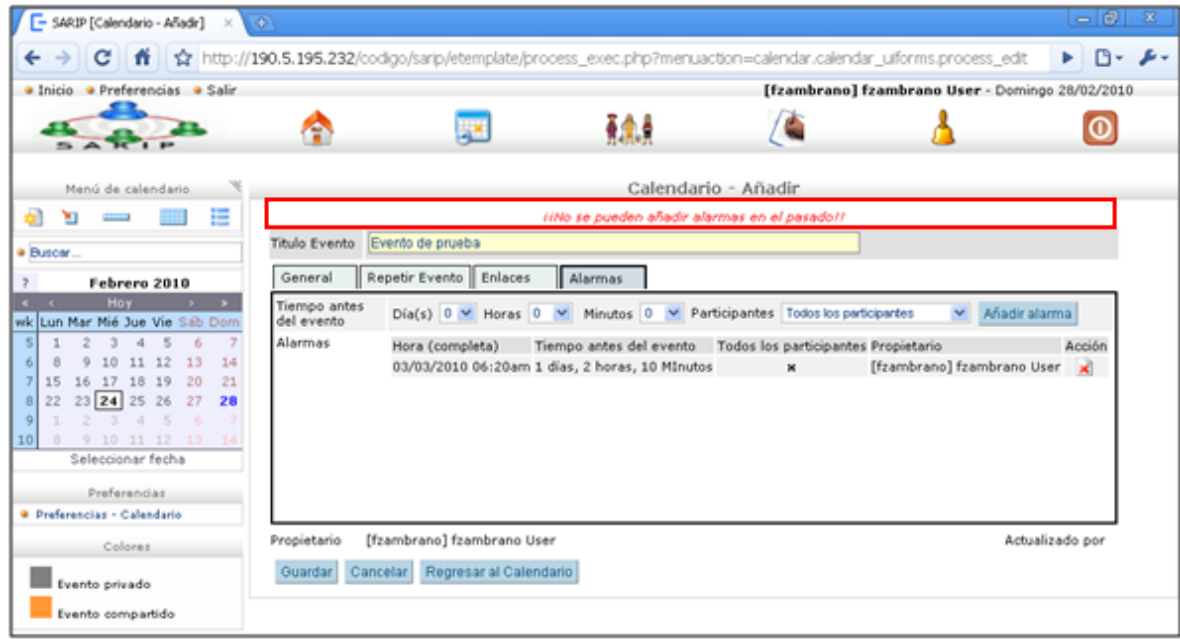 SARIP [Calendario - Añadir]
http://190.5.195.232/codigo/sarip/etemplate/process_exec.php?menuaction=calendar.calendar_uiforms.process_edit
Inicio Preferencias Salir
[fzambrano] fzambrano User - Domingo 28/02/2010
SARIP
Menú de calendario
Calendario - Añadir
¡¡No se pueden añadir alarmas en el pasado!!
Buscar...
Titulo Evento Evento de prueba
General Repetir Evento Enlaces Alarmas
? Febrero 2010
« < Hoy > »
wk Lun Mar Mié Jue Vie Sáb Dom
5 1 2 3 4 5 6 7
6 8 9 10 11 12 13 14
7 15 16 17 18 19 20 21
8 22 23 24 25 26 27 28
9 1 2 3 4 5 6 7
10 8 9 10 11 12 13 14
Seleccionar fecha
Tiempo antes
del evento
Día(s) 0 Horas 0 Minutos 0 Participantes Todos los participantes Añadir alarma
Alarmas
Hora (completa) Tiempo antes del evento Todos los participantes Propietario Acción
03/03/2010 06:20am 1 días, 2 horas, 10 MInutos [fzambrano] fzambrano User
Preferencias
Preferencias - Calendario
Colores
Evento privado
Evento compartido
Propietario [fzambrano] fzambrano User
Actualizado por
Guardar Cancelar Regresar al Calendario